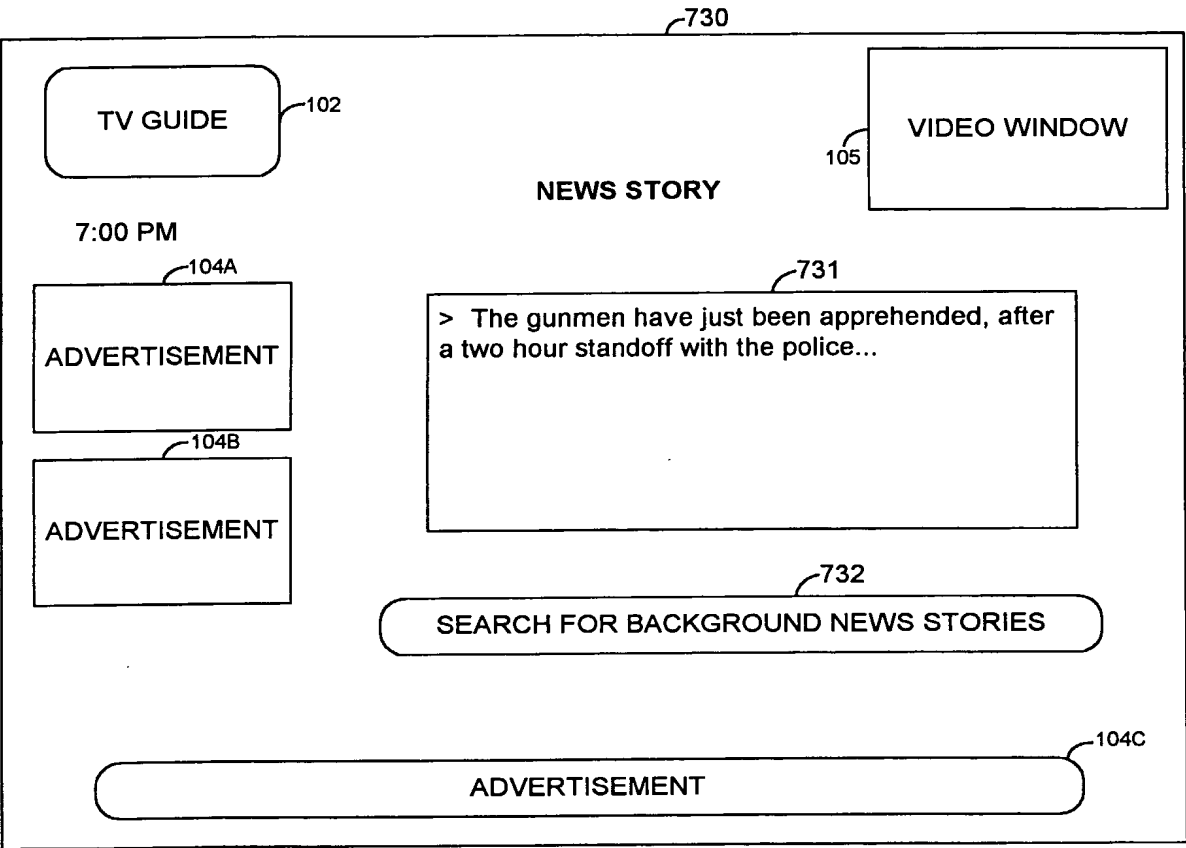 730
TV GUIDE
102
VIDEO WINDOW
105
NEWS STORY
7:00 PM
104A
ADVERTISEMENT
731
> The gunmen have just been apprehended, after
a two hour standoff with the police...
104B
ADVERTISEMENT
732
SEARCH FOR BACKGROUND NEWS STORIES
104C
ADVERTISEMENT